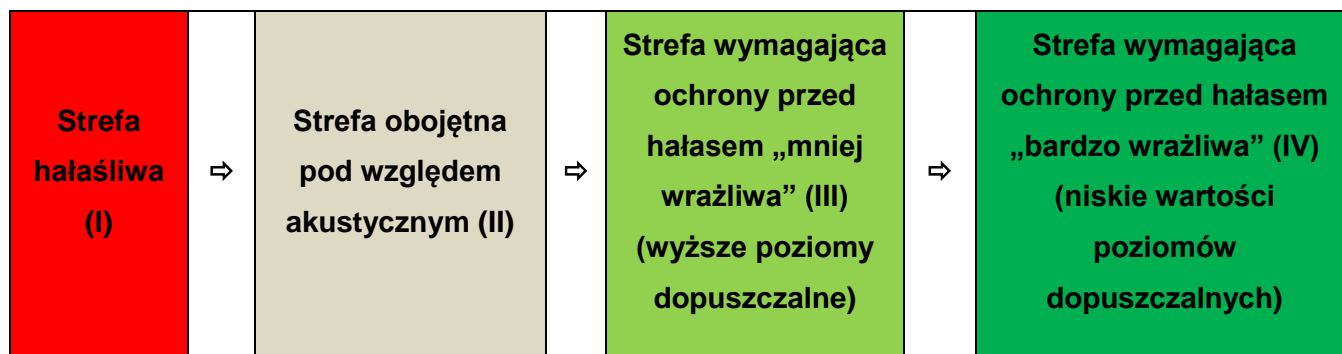 Strefa
hałaśliwa
(I)
⇨
Strefa obojętna
pod względem
akustycznym (II)
⇨
Strefa wymagająca
ochrony przed
hałasem „mniej
wrażliwa” (III)
(wyższe poziomy
dopuszczalne)
⇨
Strefa wymagająca
ochrony przed hałasem
„bardzo wrażliwa” (IV)
(niskie wartości
poziomów
dopuszczalnych)